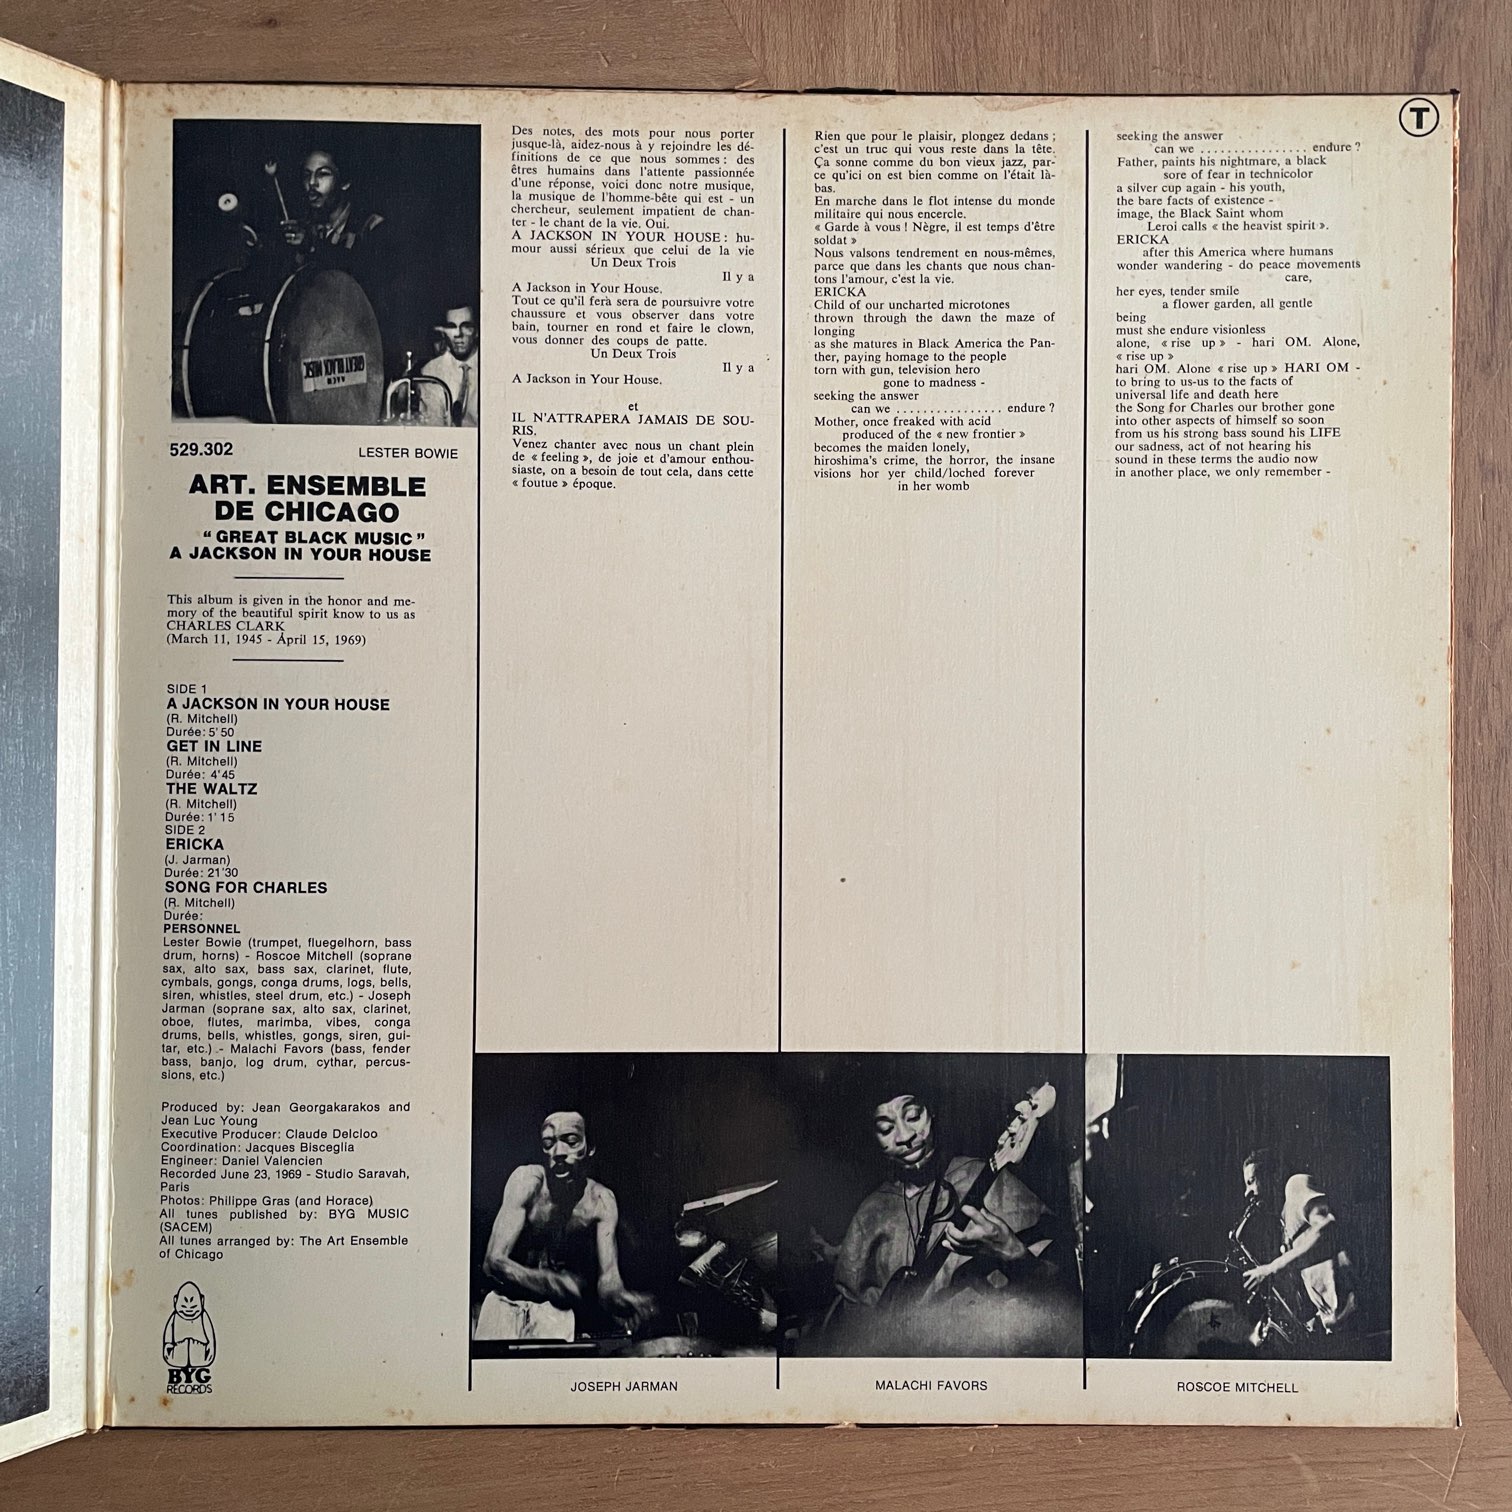 529.302
LESTER BOWIE
ART. ENSEMBLE
DE CHICAGO
“ GREAT BLACK MUSIC ”
A JACKSON IN YOUR HOUSE
This album is given in the honor and me-
mory of the beautiful spirit know to us as
CHARLES CLARK
(March 11, 1945 - April 15, 1969)
SIDE 1
A JACKSON IN YOUR HOUSE
(R. Mitchell)
Durée: 5'50
GET IN LINE
(R. Mitchell)
Durée: 4'45
THE WALTZ
(R. Mitchell)
Durée: 1'15
SIDE 2
ERICKA
(J. Jarman)
Durée: 21'30
SONG FOR CHARLES
(R. Mitchell)
Durée:
PERSONNEL
Lester Bowie (trumpet, fluegelhorn, bass
drum, horns) - Roscoe Mitchell (soprane
sax, alto sax, bass sax, clarinet, flute,
cymbals, gongs, conga drums, logs, bells,
siren, whistles, steel drum, etc.) - Joseph
Jarman (soprane sax, alto sax, clarinet,
oboe, flutes, marimba, vibes, conga
drums, bells, whistles, gongs, siren, gui-
tar, etc.) - Malachi Favors (bass, fender
bass, banjo, log drum, cythar, percus-
sions, etc.)
Produced by: Jean Georgakarakos and
Jean Luc Young
Executive Producer: Claude Delcloo
Coordination: Jacques Bisceglia
Engineer: Daniel Valencien
Recorded June 23, 1969 - Studio Saravah,
Paris
Photos: Philippe Gras (and Horace)
All tunes published by: BYG MUSIC
(SACEM)
All tunes arranged by: The Art Ensemble
of Chicago
BYG
RECORDS
Des notes, des mots pour nous porter
jusque-là, aidez-nous à y rejoindre les dé-
finitions de ce que nous sommes : des
êtres humains dans l'attente passionnée
d'une réponse, voici donc notre musique,
la musique de l'homme-bête qui est - un
chercheur, seulement impatient de chan-
ter - le chant de la vie. Oui.
A JACKSON IN YOUR HOUSE : hu-
mour aussi sérieux que celui de la vie
Un Deux Trois
Il y a
A Jackson in Your House.
Tout ce qu'il fera sera de poursuivre votre
chaussure et vous observer dans votre
bain, tourner en rond et faire le clown,
vous donner des coups de patte.
Un Deux Trois
Il y a
A Jackson in Your House.
et
IL N'ATTRAPERA JAMAIS DE SOU-
RIS.
Venez chanter avec nous un chant plein
de « feeling », de joie et d'amour enthou-
siaste, on a besoin de tout cela, dans cette
« foutue » époque.
Rien que pour le plaisir, plongez dedans ;
c'est un truc qui vous reste dans la tête.
Ça sonne comme du bon vieux jazz, par-
ce qu'ici on est bien comme on l'était là-
bas.
En marche dans le flot intense du monde
militaire qui nous encercle.
« Garde à vous ! Nègre, il est temps d'être
soldat »
Nous valsons tendrement en nous-mêmes,
parce que dans les chants que nous chan-
tons l'amour, c'est la vie.
ERICKA
Child of our uncharted microtones
thrown through the dawn the maze of
longing
as she matures in Black America the Pan-
ther, paying homage to the people
torn with gun, television hero
gone to madness -
seeking the answer
can we ................ endure ?
Mother, once freaked with acid
produced of the « new frontier »
becomes the maiden lonely,
hiroshima's crime, the horror, the insane
visions hor yer child/loched forever
in her womb
seeking the answer
can we ................ endure ?
Father, paints his nightmare, a black
sore of fear in technicolor
a silver cup again - his youth,
the bare facts of existence -
image, the Black Saint whom
Leroi calls « the heavist spirit ».
ERICKA
after this America where humans
wonder wandering - do peace movements
care,
her eyes, tender smile
a flower garden, all gentle
being
must she endure visionless
alone, « rise up » - hari OM. Alone,
« rise up »
hari OM. Alone « rise up » HARI OM -
to bring to us-us to the facts of
universal life and death here
the Song for Charles our brother gone
into other aspects of himself so soon
from us his strong bass sound his LIFE
our sadness, act of not hearing his
sound in these terms the audio now
in another place, we only remember -
T
GREAT BLACK MUSIC
AACM
JOSEPH JARMAN
MALACHI FAVORS
ROSCOE MITCHELL